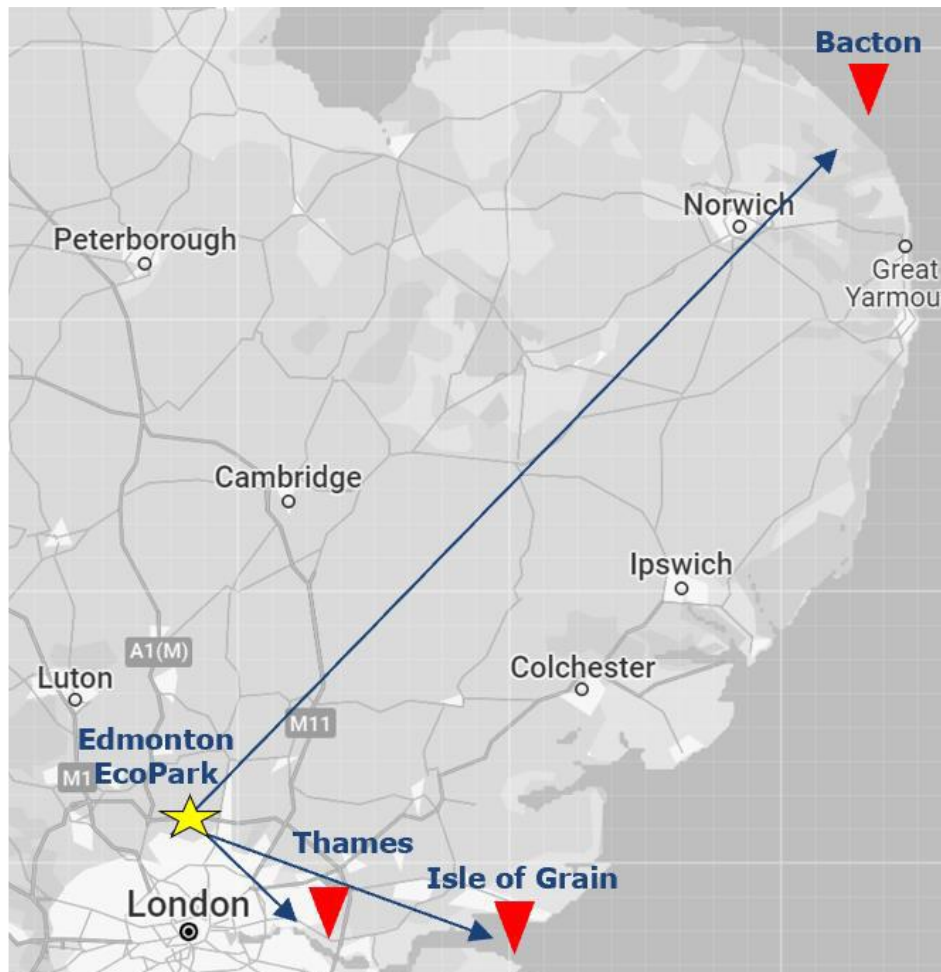 Bacton
Norwich
Peterborough
Great
Yarmou
Cambridge
Ipswich
A1(M)
Colchester
Luton
M11
Edmonton
M1
EcoPark
Thames
Isle of Grain
London